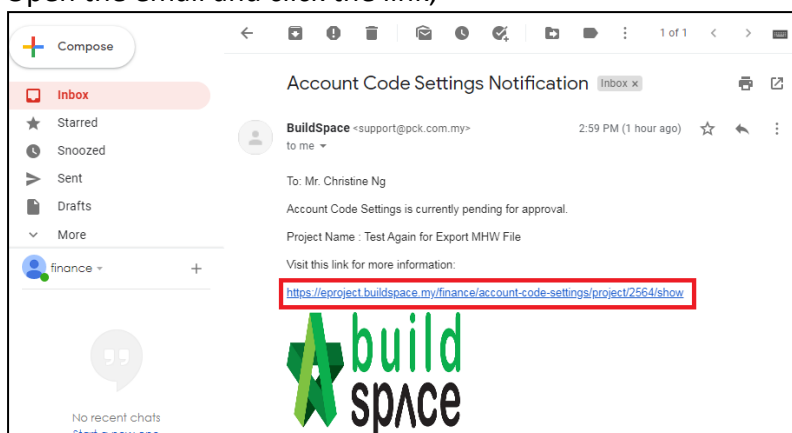 Open the email and click the link,
Compose
1 of 1
Inbox
Starred
Snoozed
Sent
Drafts
More
finance
No recent chats
Start a new one
Account Code Settings Notification Inbox x
BuildSpace <support@pck.com.my> 2:59 PM (1 hour ago)
to me
To: Mr. Christine Ng
Account Code Settings is currently pending for approval.
Project Name : Test Again for Export MHW File
Visit this link for more information:
https://eproject.buildspace.my/finance/account-code-settings/project/2564/show
build
spʌce